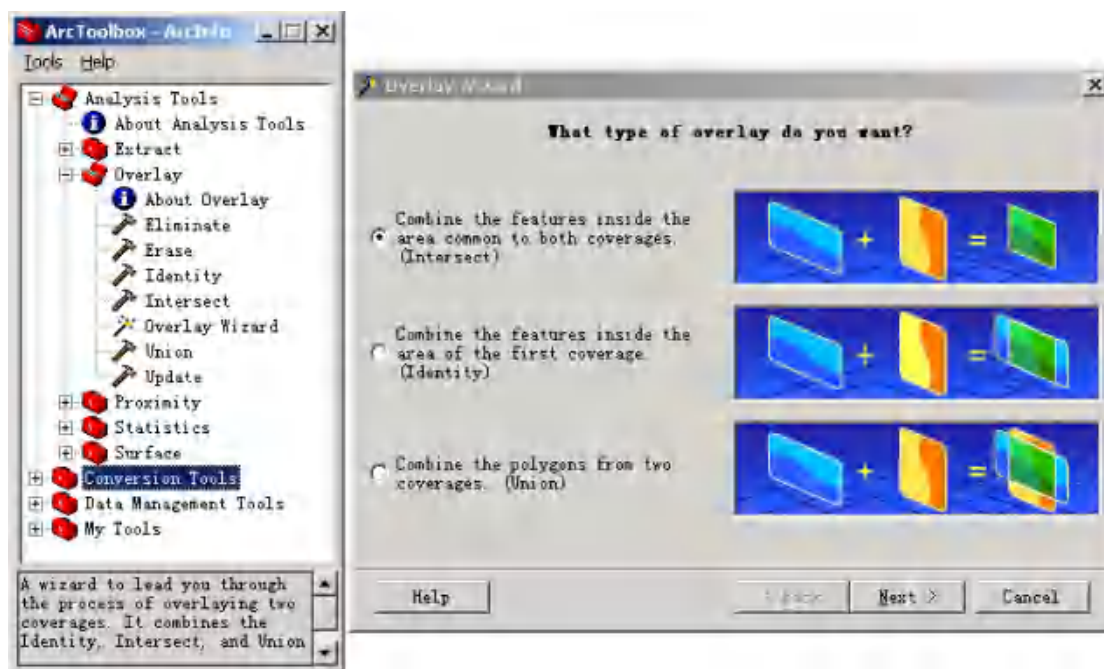 ArcToolbox - ArcInfo
Tools Help
Analysis Tools
About Analysis Tools
Extract
Overlay
About Overlay
Eliminate
Erase
Identity
Intersect
Overlay Wizard
Union
Update
Proximity
Statistics
Surface
Conversion Tools
Data Management Tools
My Tools
A wizard to lead you through
the process of overlaying two
coverages. It combines the
Identity, Intersect, and Union
Overlay Wizard
What type of overlay do you want?
Combine the features inside the
area common to both coverages.
(Intersect)
Combine the features inside the
area of the first coverage.
(Identity)
Combine the polygons from two
coverages. (Union)
Help
< Back
Next >
Cancel